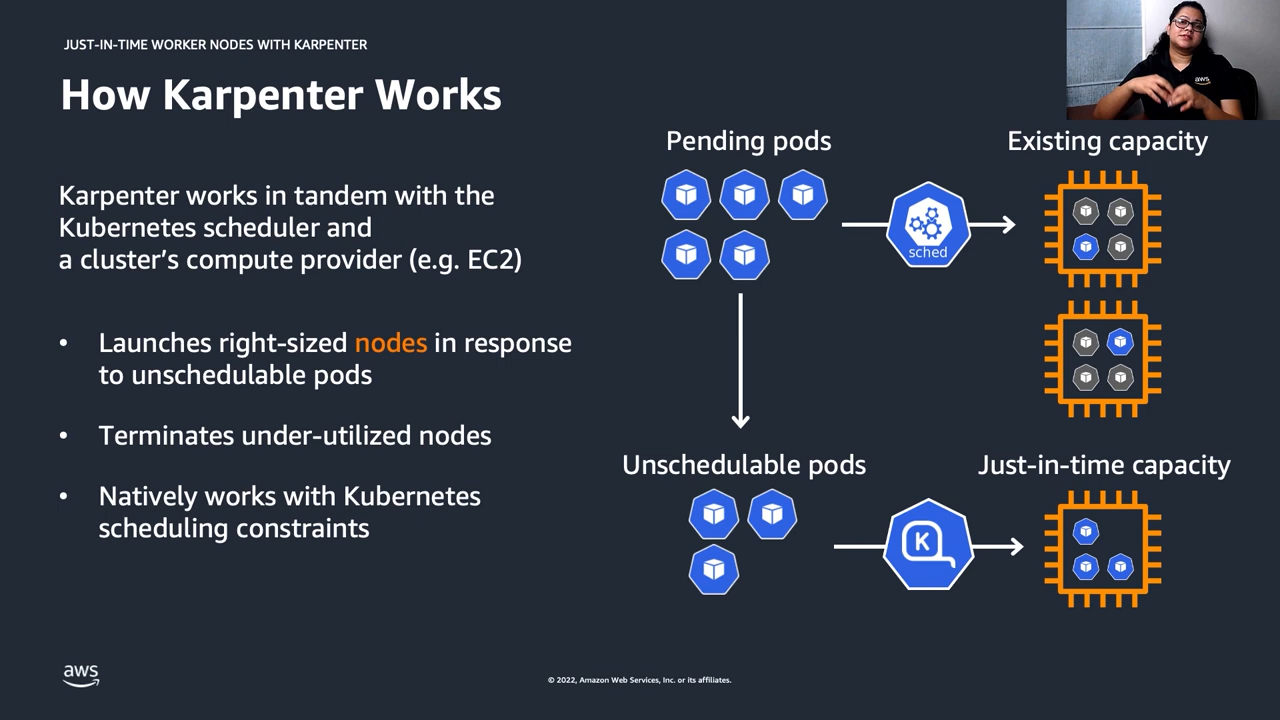 JUST-IN-TIME WORKER NODES WITH KARPENTER
How Karpenter Works
Karpenter works in tandem with the
Kubernetes scheduler and
a cluster's compute provider (e.g. EC2)
• Launches right-sized nodes in response
to unschedulable pods
• Terminates under-utilized nodes
• Natively works with Kubernetes
scheduling constraints
aws
Pending pods
Existing capacity
sched
Unschedulable pods
Just-in-time capacity
K
aws
© 2022, Amazon Web Services, Inc. or its affiliates.